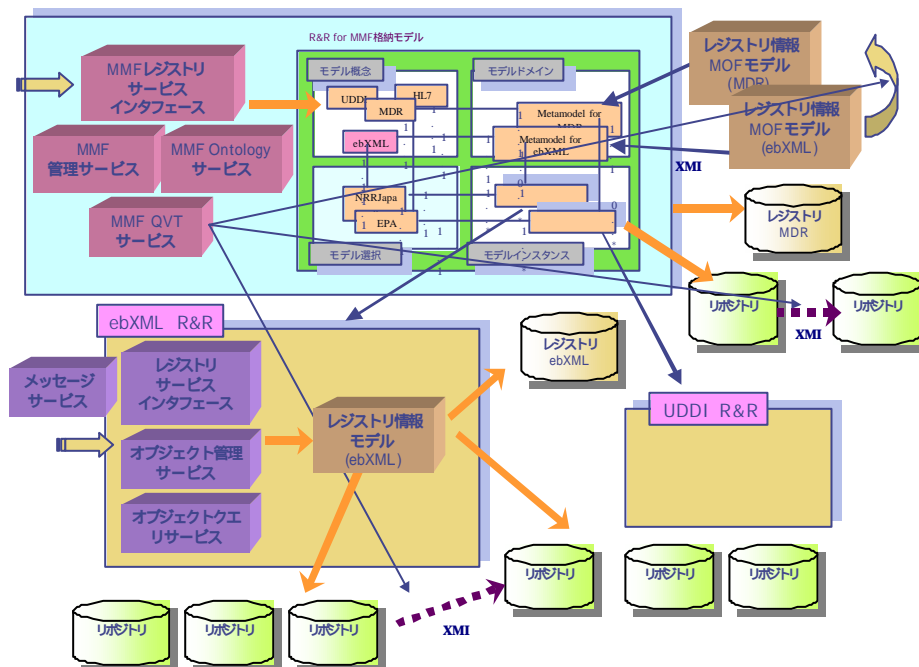 R&R for MMF格納モデル
MMFレジストリ
サービス
インタフェース
MMF
管理サービス
MMF Ontology
サービス
MMF QVT
サービス
モデル概念
UDDI
HL7
MDR
ebXML
モデルドメイン
Metamodel for
MDR
Metamodel for
ebXML
NRRJapa
EPA
モデル選択
モデルインスタンス
レジストリ情報
MOFモデル
(MDR)
レジストリ情報
MOFモデル
(ebXML)
XMI
レジストリ
MDR
リポジトリ
XMI
リポジトリ
ebXML R&R
メッセージ
サービス
レジストリ
サービス
インタフェース
オブジェクト管理
サービス
オブジェクトクエ
リサービス
レジストリ情報
モデル
(ebXML)
レジストリ
ebXML
UDDI R&R
リポジトリ
リポジトリ
リポジトリ
XMI
リポジトリ
リポジトリ
リポジトリ